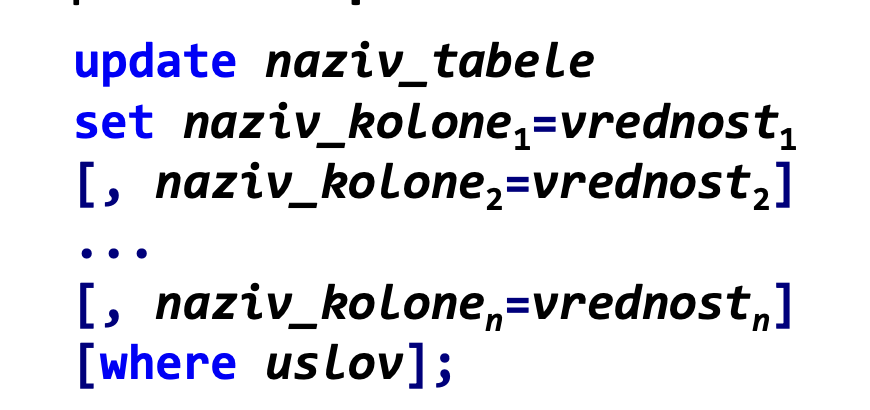 update naziv_tabele
set naziv_kolone₁=vrednost₁
[, naziv_kolone₂=vrednost₂]
...
[, naziv_koloneₙ=vrednostₙ]
[where uslov];